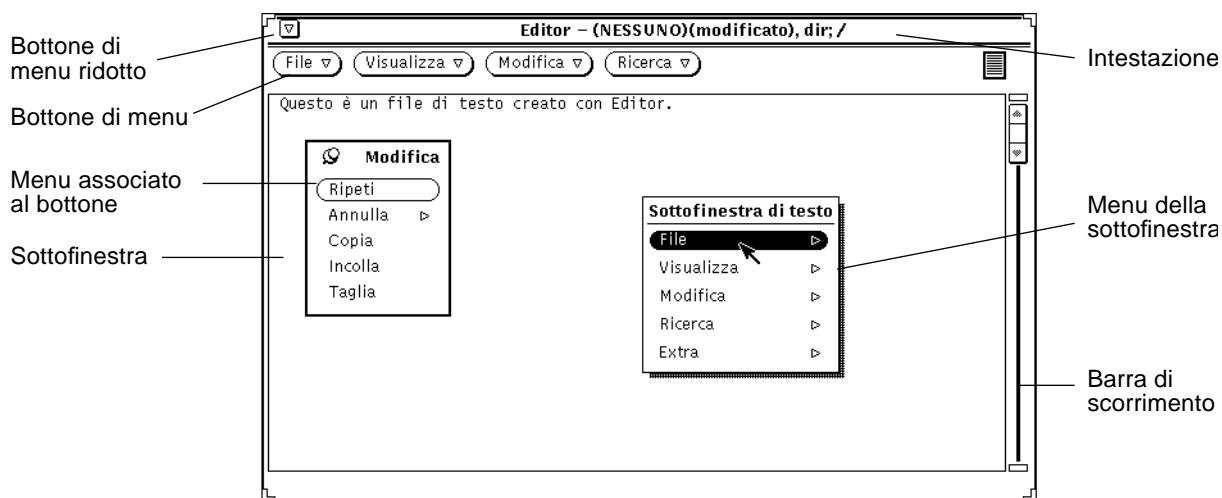 Bottone di
menu ridotto
Bottone di menu
Menu associato
al bottone
Sottofinestra
Editor – (NESSUNO)(modificato), dir; /
File
Visualizza
Modifica
Ricerca
Questo è un file di testo creato con Editor.
Modifica
Ripeti
Annulla
Copia
Incolla
Taglia
Sottofinestra di testo
File
Visualizza
Modifica
Ricerca
Extra
Intestazione
Menu della
sottofinestra
Barra di
scorrimento